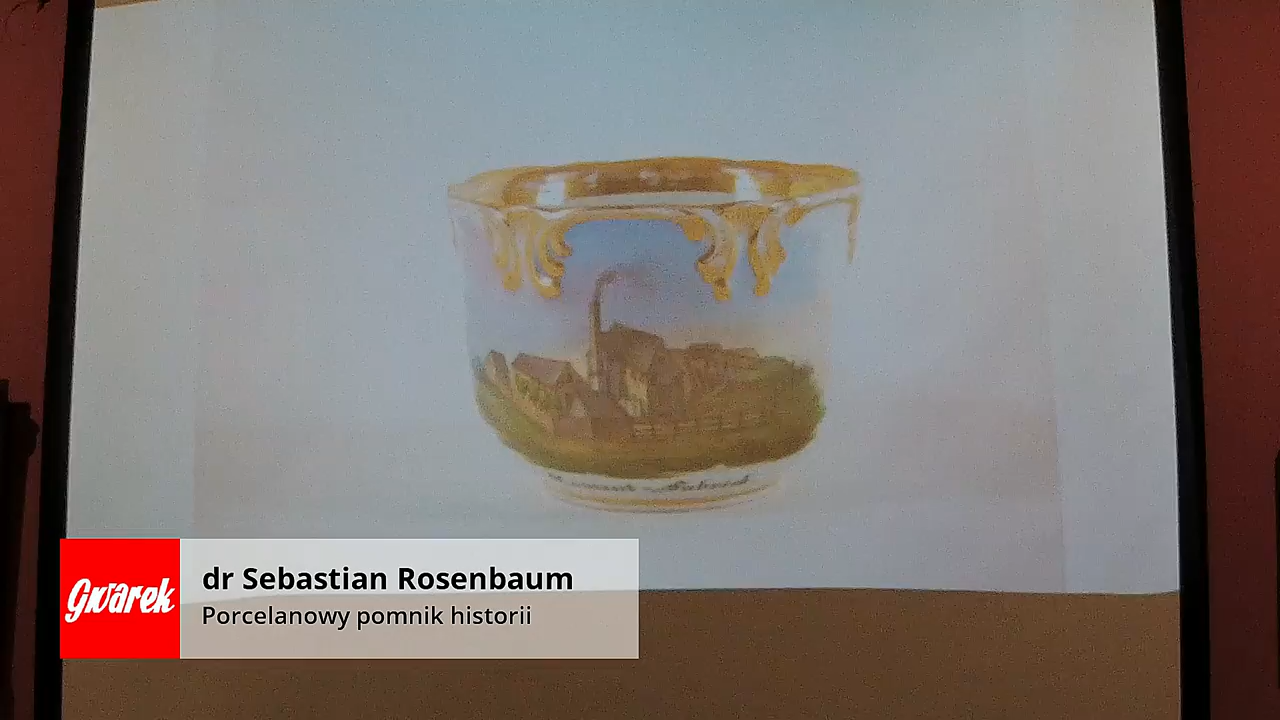 Gwarek
dr Sebastian Rosenbaum
Porcelanowy pomnik historii